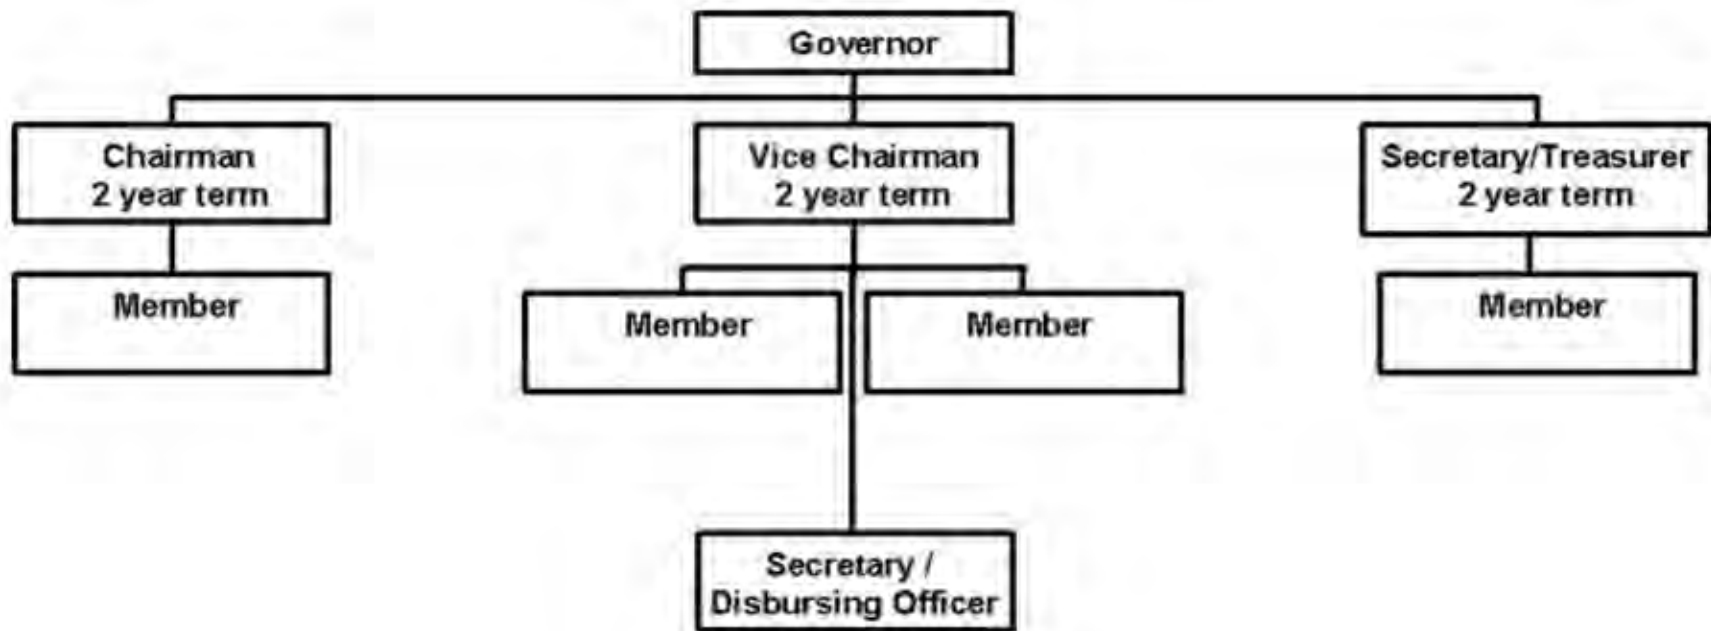 Governor
Chairman
2 year term
Vice Chairman
2 year term
Secretary/Treasurer
2 year term
Member
Member
Member
Member
Secretary /
Disbursing Officer